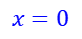 x = 0